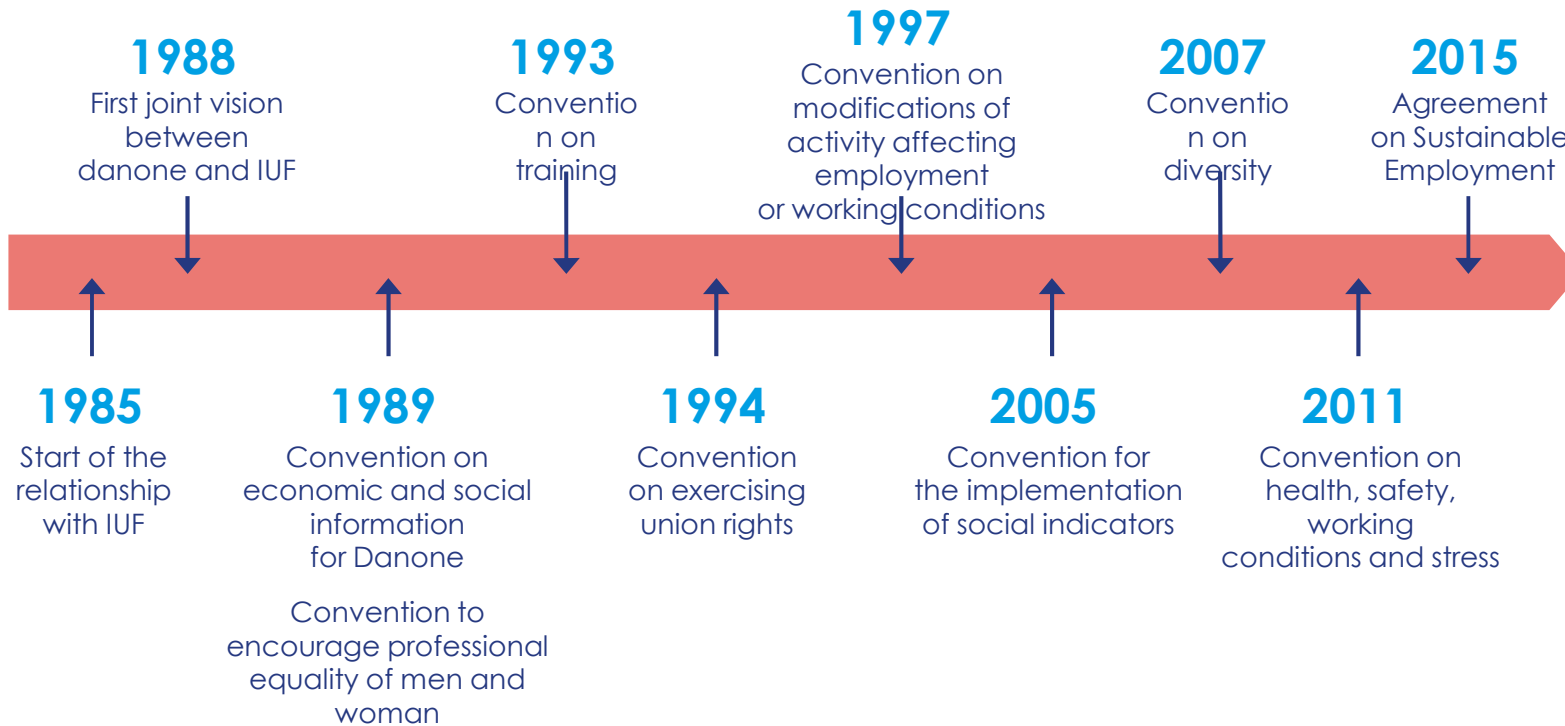 1988
First joint vision
between
danone and IUF
1993
Conventio
n on
training
1997
Convention on
modifications of
activity affecting
employment
or working conditions
2007
Conventio
n on
diversity
2015
Agreement
on Sustainable
Employment
1985
Start of the
relationship
with IUF
1989
Convention on
economic and social
information
for Danone
Convention to
encourage professional
equality of men and
woman
1994
Convention
on exercising
union rights
2005
Convention for
the implementation
of social indicators
2011
Convention on
health, safety,
working
conditions and stress